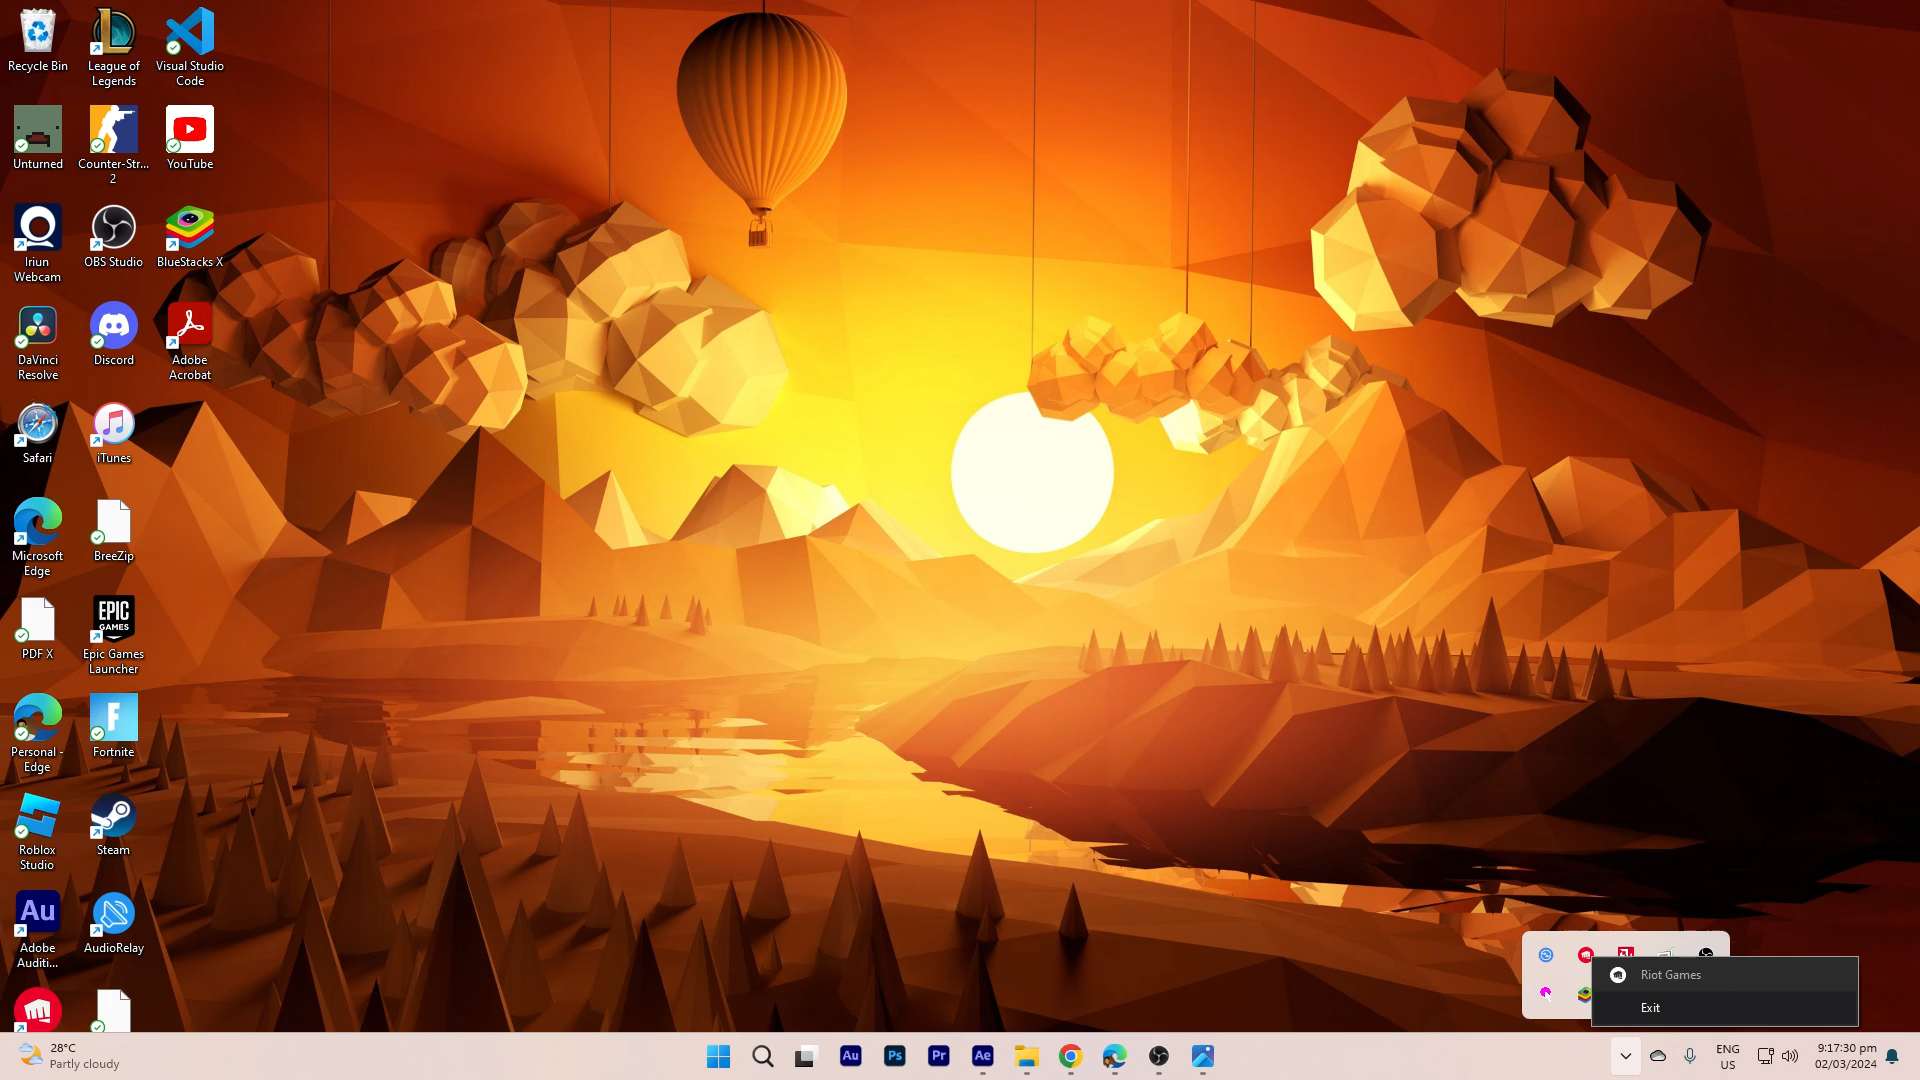 Recycle Bin
League of
Legends
Visual Studio
Code
Unturned
Counter-Str...
2
YouTube
Iriun
Webcam
OBS Studio
BlueStacks X
DaVinci
Resolve
Discord
Adobe
Acrobat
Safari
iTunes
Microsoft
Edge
BreeZip
PDF X
EPIC
GAMES
Epic Games
Launcher
Personal -
Edge
F
Fortnite
Roblox
Studio
Steam
Au
Adobe
Auditi...
AudioRelay
Riot Games
Exit
28°C
Partly cloudy
Au
Ps
Pr
Ae
ENG
US
9:17:30 pm
02/03/2024